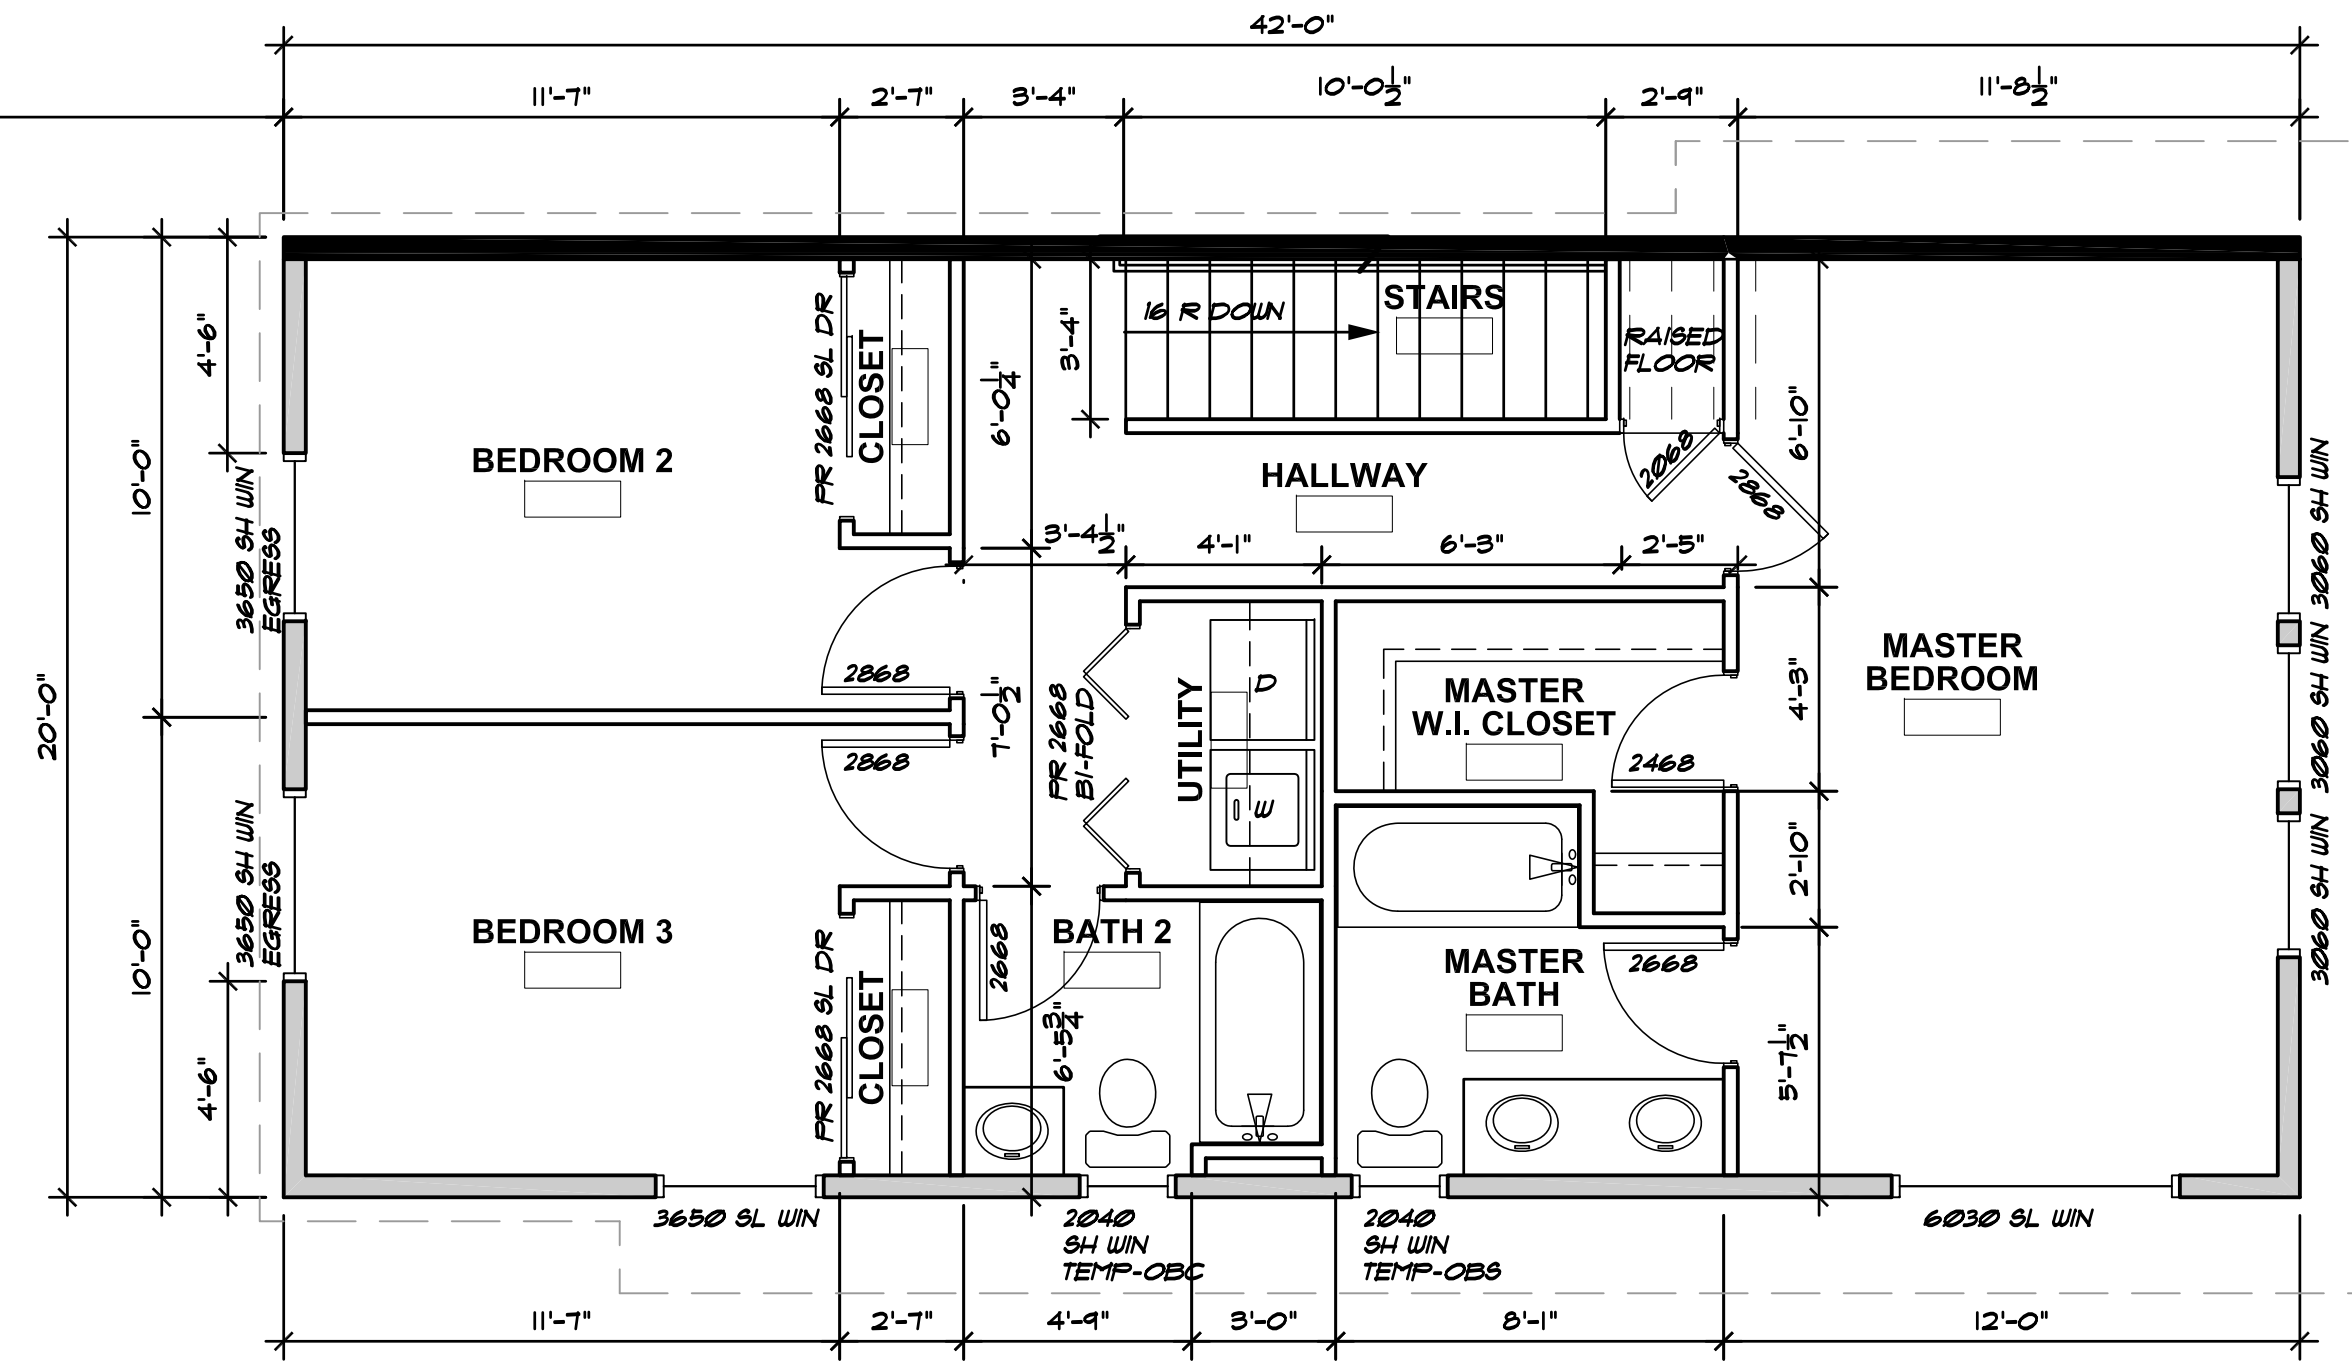 42'-0"
11'-7"
2'-7"
3'-4"
10'-0 1/2"
2'-9"
11'-8 1/2"
16 R DOWN
STAIRS
RAISED
FLOOR
4'-6"
PR 2668 SL DR
CLOSET
6'-0 1/4"
3'-4"
6'-10"
10'-0"
BEDROOM 2
HALLWAY
2068
2868
3650 SH WIN
EGRESS
3060 SH WIN
3'-4 1/2"
4'-1"
6'-3"
2'-5"
20'-0"
2868
7'-0 1/2"
PR 2668
BI-FOLD
UTILITY
D
MASTER
W.I. CLOSET
4'-3"
MASTER
BEDROOM
3060 SH WIN
2868
W
2468
3650 SH WIN
EGRESS
2'-10"
3060 SH WIN
10'-0"
BEDROOM 3
PR 2668 SL DR
CLOSET
2668
BATH 2
MASTER
BATH
2668
4'-6"
6'-5 3/4"
5'-7 1/2"
3650 SL WIN
2040
SH WIN
TEMP-OBC
2040
SH WIN
TEMP-OBS
6030 SL WIN
11'-7"
2'-7"
4'-9"
3'-0"
8'-1"
12'-0"